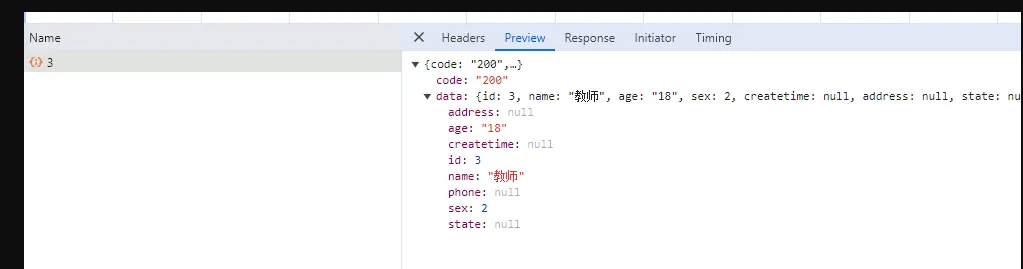 Name
Headers Preview Response Initiator Timing
3
{code: "200",…}
code: "200"
data: {id: 3, name: "教师", age: "18", sex: 2, createtime: null, address: null, state: nu
address: null
age: "18"
createtime: null
id: 3
name: "教师"
phone: null
sex: 2
state: null